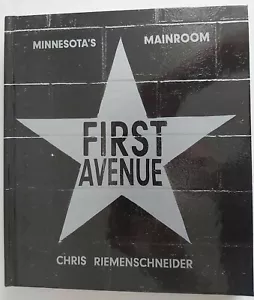 MINNESOTA'S MAINROOM
FIRST
AVENUE
CHRIS RIEMENSCHNEIDER